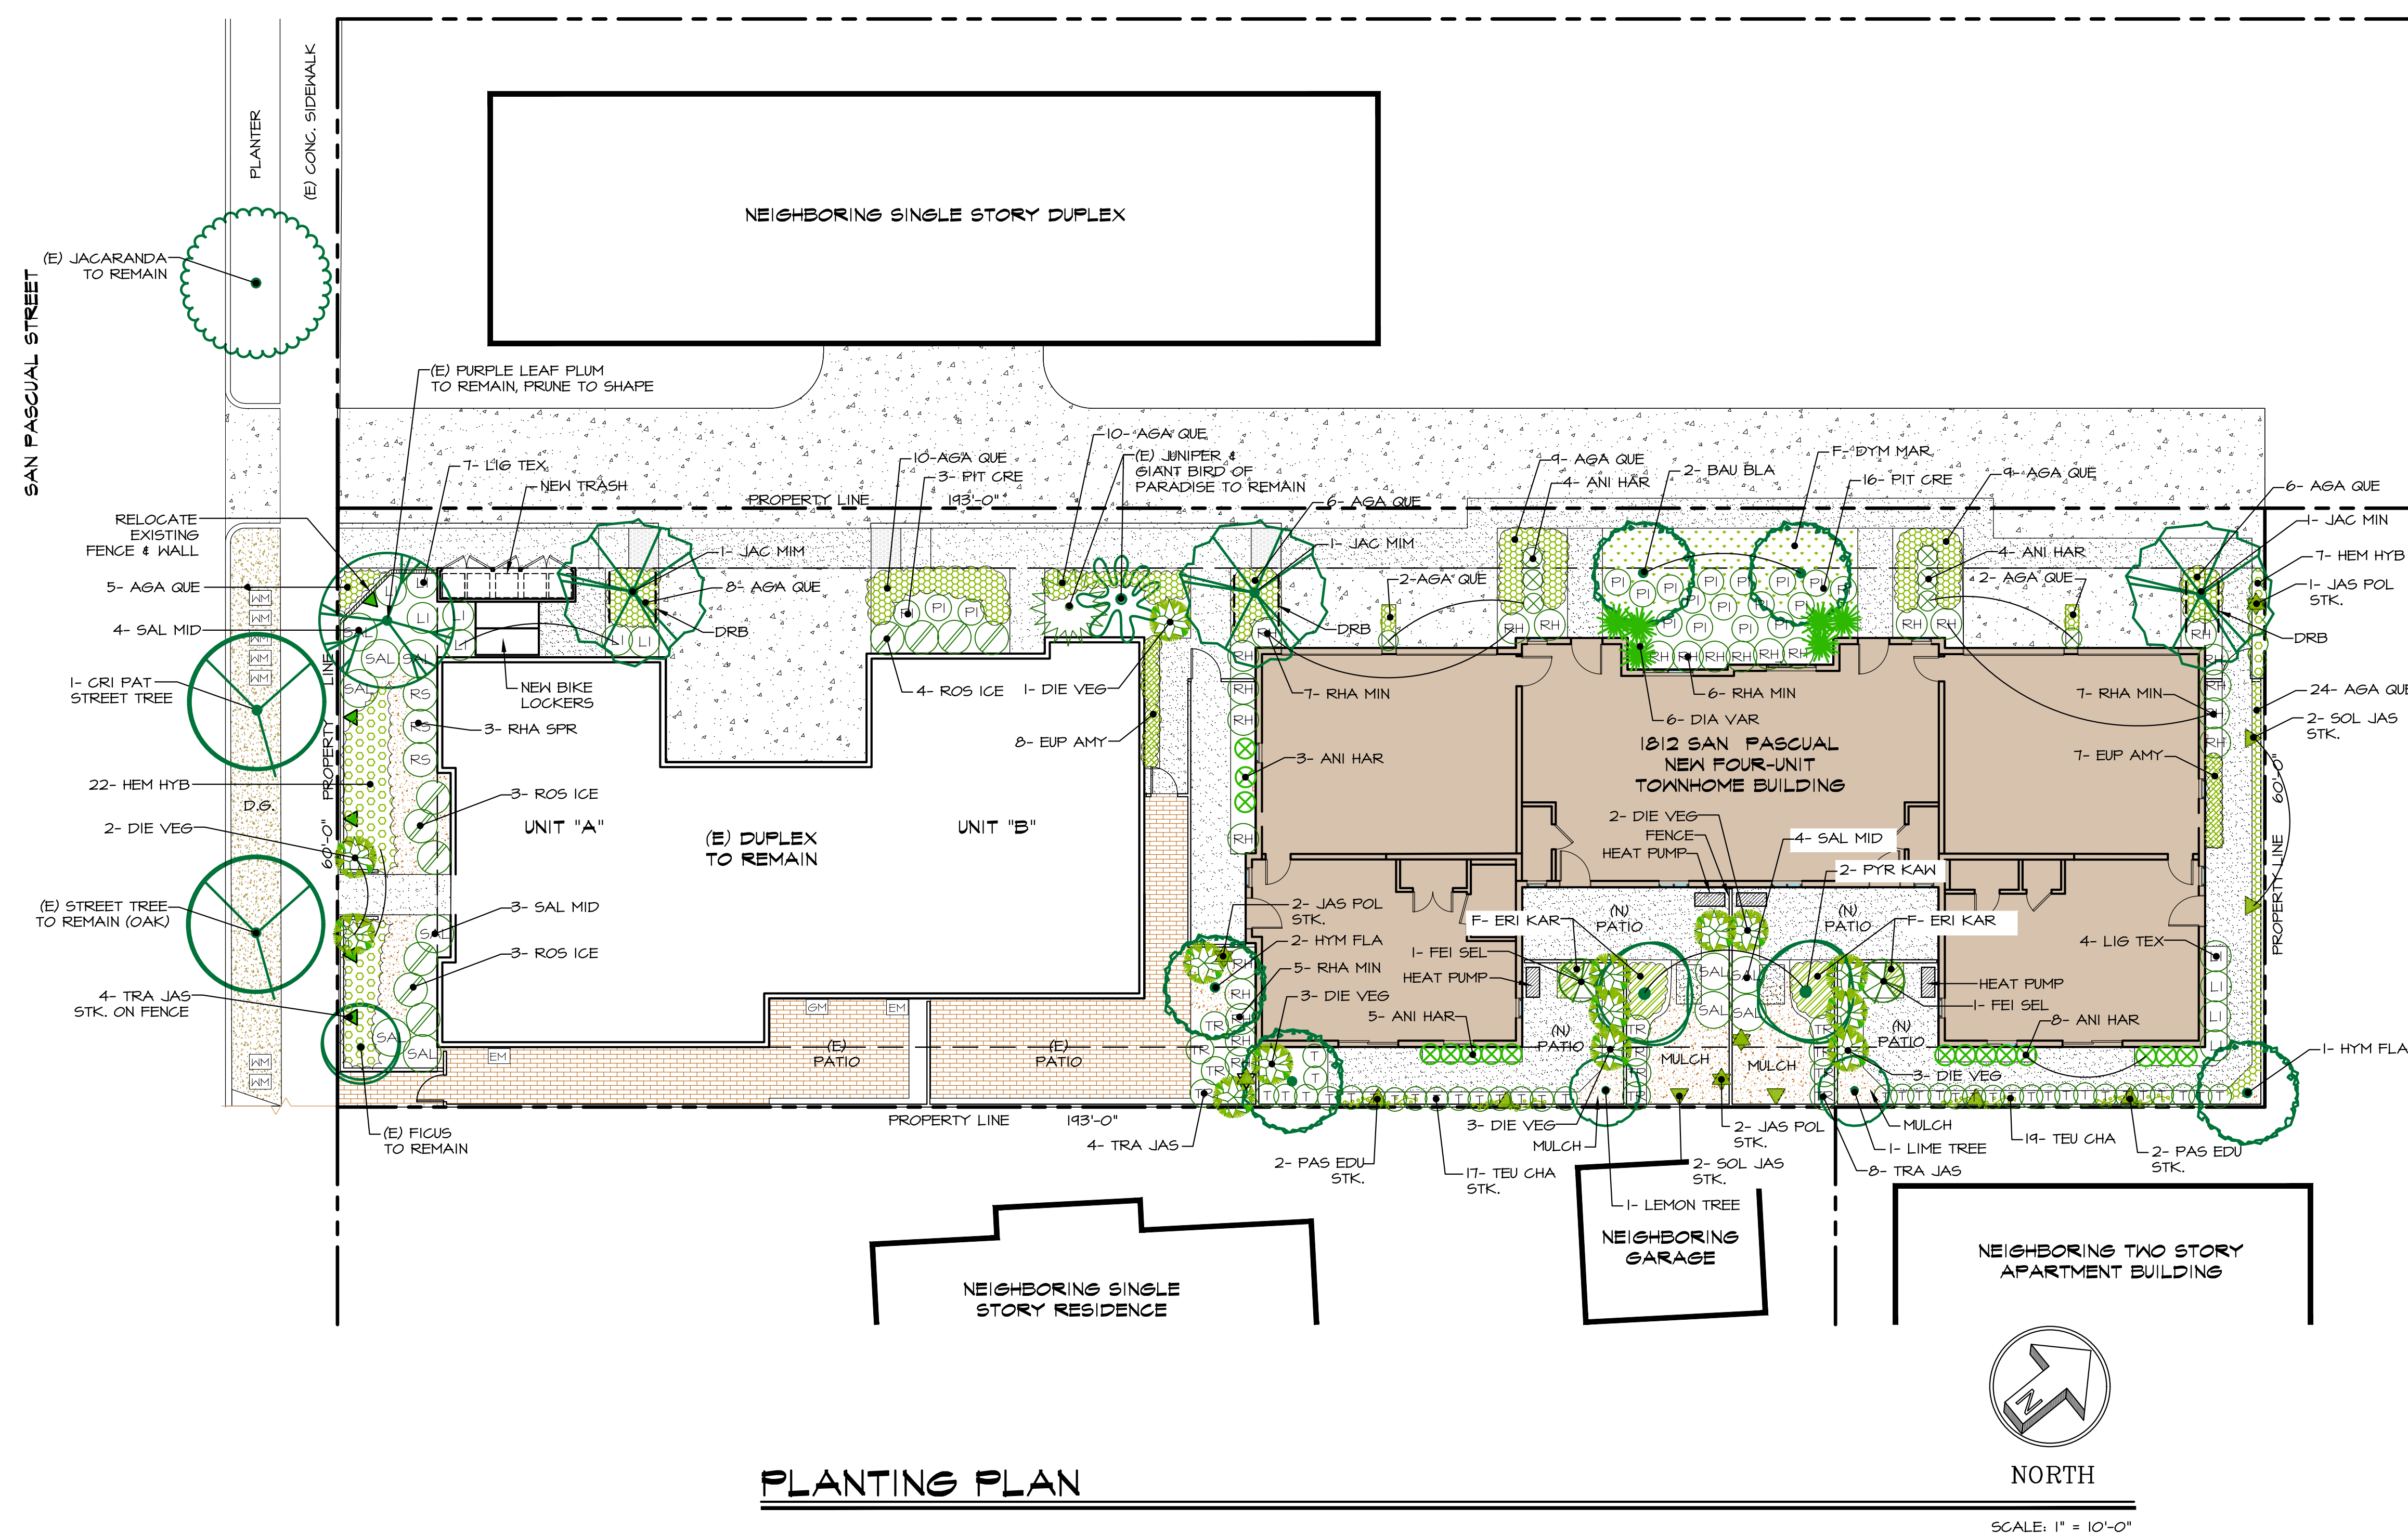 PLANTER
(E) CONC. SIDEWALK
SAN PASCUAL STREET
NEIGHBORING SINGLE STORY DUPLEX
(E) JACARANDA
TO REMAIN
(E) PURPLE LEAF PLUM
TO REMAIN, PRUNE TO SHAPE
7- LIG TEX
NEW TRASH
PROPERTY LINE 193'-0"
10-AGA QUE
3- PIT CRE
10- AGA QUE
(E) JUNIPER &
GIANT BIRD OF
PARADISE TO REMAIN
6- AGA QUE
1- JAC MIM
9- AGA QUE
4- ANI HAR
2- BAU BLA
F- DYM MAR
16- PIT CRE
9- AGA QUE
6- AGA QUE
1- JAC MIN
7- HEM HYB
1- JAS POL
STK.
DRB
RELOCATE
EXISTING
FENCE & WALL
5- AGA QUE
4- SAL MID
1- CRI PAT
STREET TREE
22- HEM HYB
2- DIE VEG
(E) STREET TREE
TO REMAIN (OAK)
4- TRA JAS
STK. ON FENCE
D.G.
WM
WM
WM
WM
WM
WM
WM
60'-0" PROPERTY LINE
1- JAC MIM
8- AGA QUE
DRB
NEW BIKE
LOCKERS
3- RHA SPR
3- ROS ICE
UNIT "A"
(E) DUPLEX
TO REMAIN
UNIT "B"
3- SAL MID
3- ROS ICE
4- ROS ICE
1- DIE VEG
8- EUP AMY
DRB
2-AGA QUE
4- ANI HAR
2- AGA QUE
7- RHA MIN
6- RHA MIN
6- DIA VAR
7- RHA MIN
24- AGA QUE
2- SOL JAS
STK.
3- ANI HAR
1812 SAN PASCUAL
NEW FOUR-UNIT
TOWNHOME BUILDING
7- EUP AMY
60'-0"
PROPERTY LINE
2- DIE VEG
FENCE
HEAT PUMP
4- SAL MID
2- PYR KAW
2- JAS POL
STK.
2- HYM FLA
5- RHA MIN
3- DIE VEG
5- ANI HAR
F- ERI KAR
(N)
PATIO
(N)
PATIO
F- ERI KAR
1- FEI SEL
HEAT PUMP
4- LIG TEX
HEAT PUMP
1- FEI SEL
8- ANI HAR
(N)
PATIO
(N)
PATIO
MULCH
MULCH
3- DIE VEG
1- HYM FLA
GM
EM
EM
(E)
PATIO
(E)
PATIO
PROPERTY LINE 193'-0"
(E) FICUS
TO REMAIN
4- TRA JAS
2- PAS EDU
STK.
17- TEU CHA
STK.
3- DIE VEG
MULCH
2- JAS POL
STK.
2- SOL JAS
STK.
MULCH
1- LIME TREE
8- TRA JAS
19- TEU CHA
2- PAS EDU
STK.
1- LEMON TREE
NEIGHBORING
GARAGE
NEIGHBORING SINGLE
STORY RESIDENCE
NEIGHBORING TWO STORY
APARTMENT BUILDING
N
NORTH
PLANTING PLAN
SCALE: 1" = 10'-0"